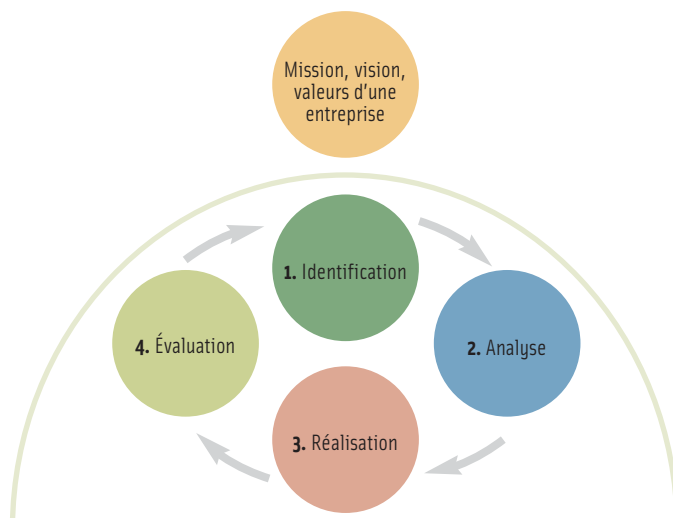 Mission, vision,
valeurs d'une
entreprise
1. Identification
2. Analyse
3. Réalisation
4. Évaluation